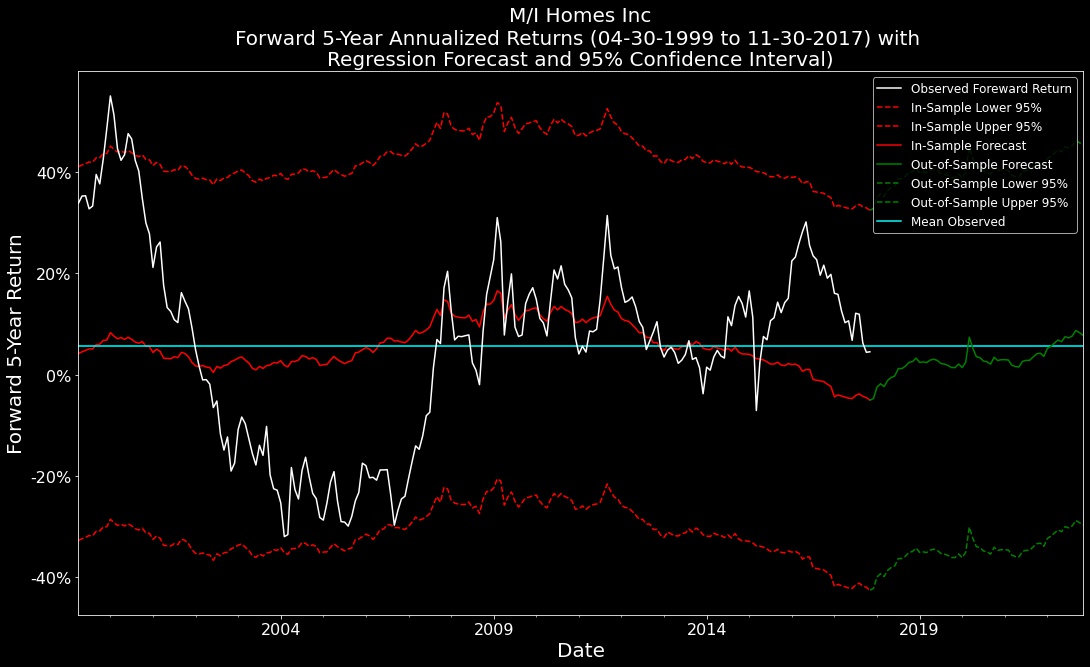 M/I Homes Inc
Forward 5-Year Annualized Returns (04-30-1999 to 11-30-2017) with
Regression Forecast and 95% Confidence Interval)
Observed Foreward Return
In-Sample Lower 95%
In-Sample Upper 95%
In-Sample Forecast
Out-of-Sample Forecast
Out-of-Sample Lower 95%
Out-of-Sample Upper 95%
Mean Observed
Forward 5-Year Return
40%
20%
0%
-20%
-40%
2004
2009
2014
2019
Date